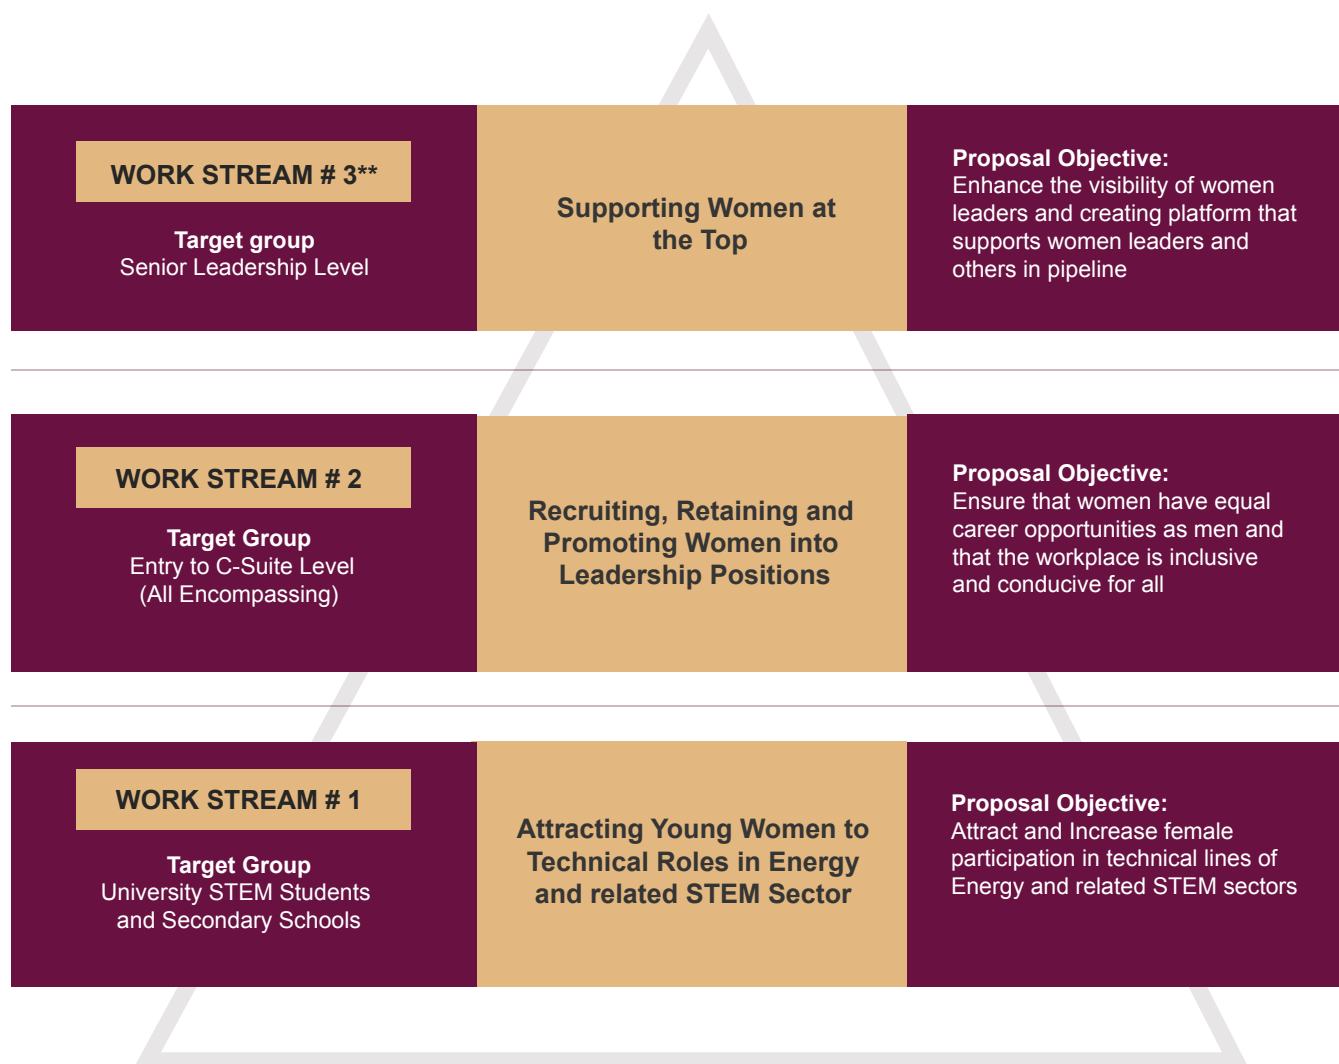 WORK STREAM # 3**
Target group
Senior Leadership Level
Supporting Women at
the Top
Proposal Objective:
Enhance the visibility of women
leaders and creating platform that
supports women leaders and
others in pipeline
WORK STREAM # 2
Target Group
Entry to C-Suite Level
(All Encompassing)
Recruiting, Retaining and
Promoting Women into
Leadership Positions
Proposal Objective:
Ensure that women have equal
career opportunities as men and
that the workplace is inclusive
and conducive for all
WORK STREAM # 1
Target Group
University STEM Students
and Secondary Schools
Attracting Young Women to
Technical Roles in Energy
and related STEM Sector
Proposal Objective:
Attract and Increase female
participation in technical lines of
Energy and related STEM sectors